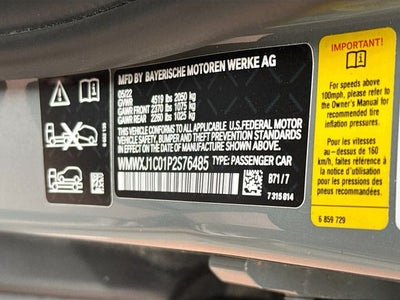 MFD BY BAYERISCHE MOTOREN WERKE AG
05/22
GVWR 4519 lbs 2050 kg
GAWR FRONT 2370 lbs 1075 kg
GAWR REAR 2260 lbs 1025 kg
THIS VEHICLE CONFORMS TO ALL APPLICABLE U.S. FEDERAL MOTOR
VEHICLE SAFETY, BUMPER, AND THEFT PREVENTION STANDARDS IN
EFFECT ON THE DATE OF MANUFACTURE SHOWN ABOVE.
WMWXJ1C01P2S76485 TYPE: PASSENGER CAR
B71 / 7
7 315 814
IMPORTANT!
For speeds above
100mph, please refer to
the Owner's Manual for
recommended tire
inflation pressures.
En vitesses au-
dessus de 160
km/h, faites référence
à la notice d'utilisation
pour des pressions
recommandées
de pneus.
6 859 729